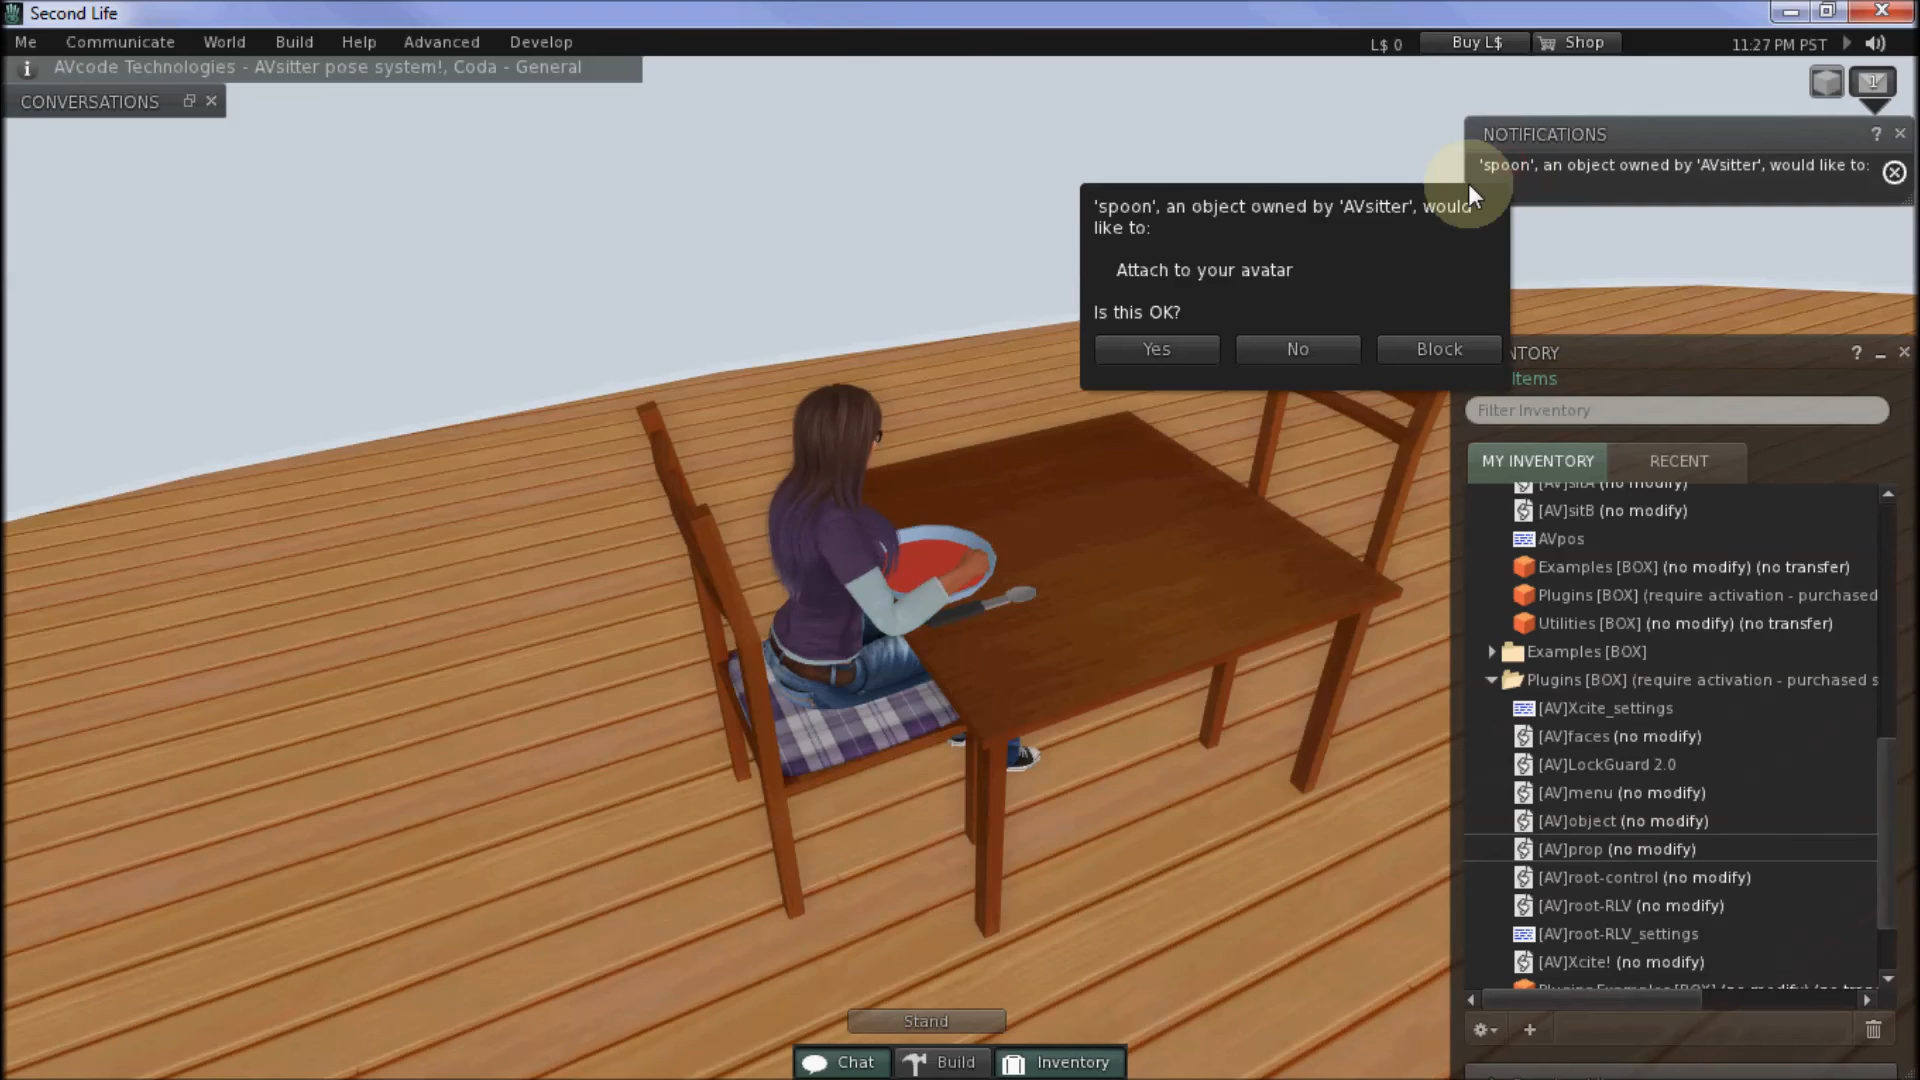 Second Life
Me Communicate World Build Help Advanced Develop
L$ 0 Buy L$ Shop 11:27 PM PST
AVcode Technologies - AVsitter pose system!, Coda - General
CONVERSATIONS
1
NOTIFICATIONS ?
'spoon', an object owned by 'AVsitter', would like to:
'spoon', an object owned by 'AVsitter', would
like to:
Attach to your avatar
Is this OK?
Yes No Block
NTORY ?
Items
Filter Inventory
MY INVENTORY RECENT
[AV]sitA (no modify)
[AV]sitB (no modify)
AVpos
Examples [BOX] (no modify) (no transfer)
Plugins [BOX] (require activation - purchased
Utilities [BOX] (no modify) (no transfer)
Examples [BOX]
Plugins [BOX] (require activation - purchased s
[AV]Xcite_settings
[AV]faces (no modify)
[AV]LockGuard 2.0
[AV]menu (no modify)
[AV]object (no modify)
[AV]prop (no modify)
[AV]root-control (no modify)
[AV]root-RLV (no modify)
[AV]root-RLV_settings
[AV]Xcite! (no modify)
Stand
Chat Build Inventory